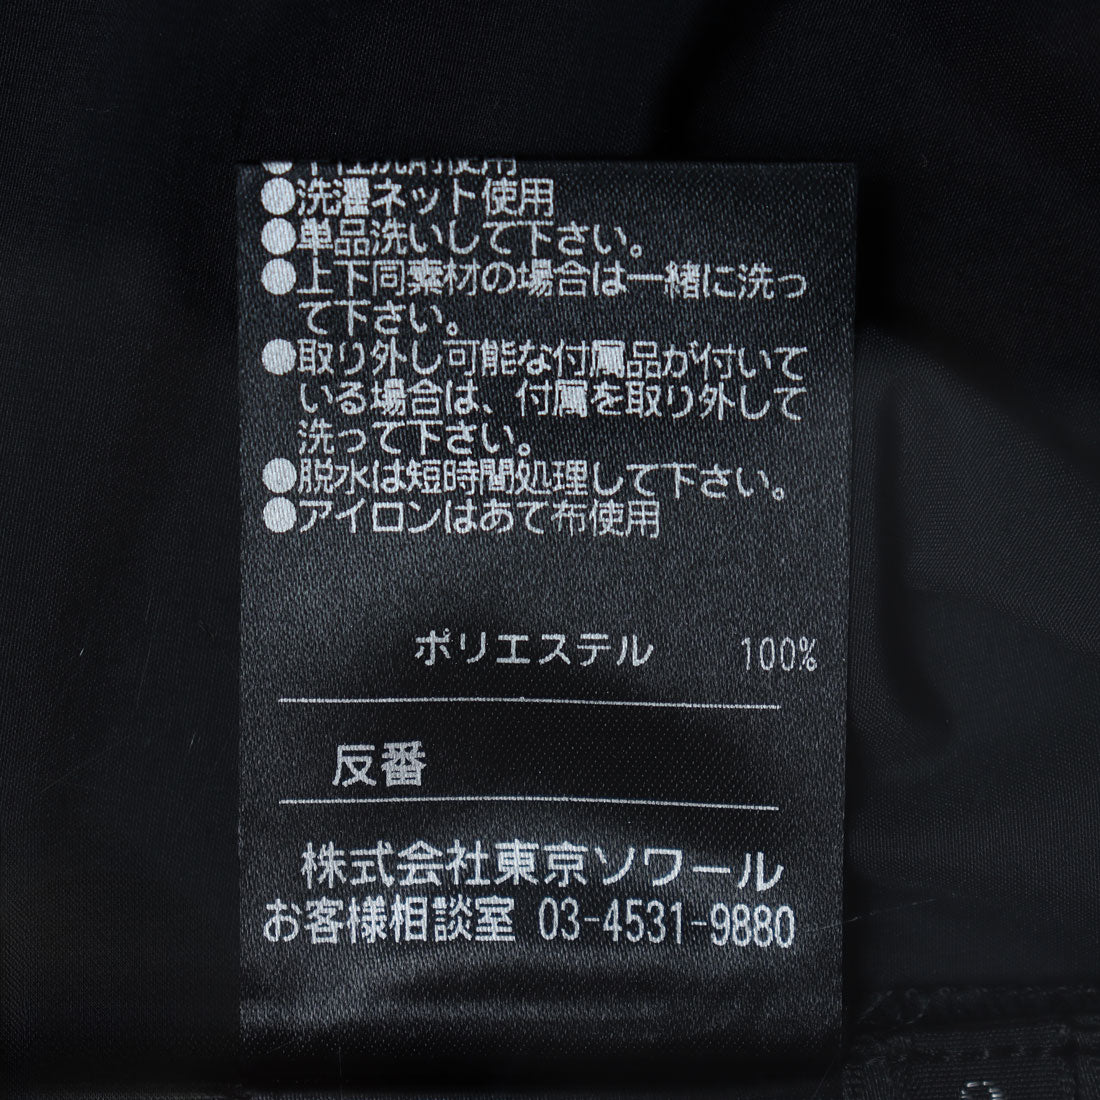 ●中性洗剤使用
●洗濯ネット使用
●単品洗いして下さい。
●上下同素材の場合は一緒に洗っ
て下さい。
●取り外し可能な付属品が付いて
いる場合は、付属を取り外して
洗って下さい。
●脱水は短時間処理して下さい。
●アイロンはあて布使用
ポリエステル 100%
反番
株式会社東京ソワール
お客様相談室 03-4531-9880